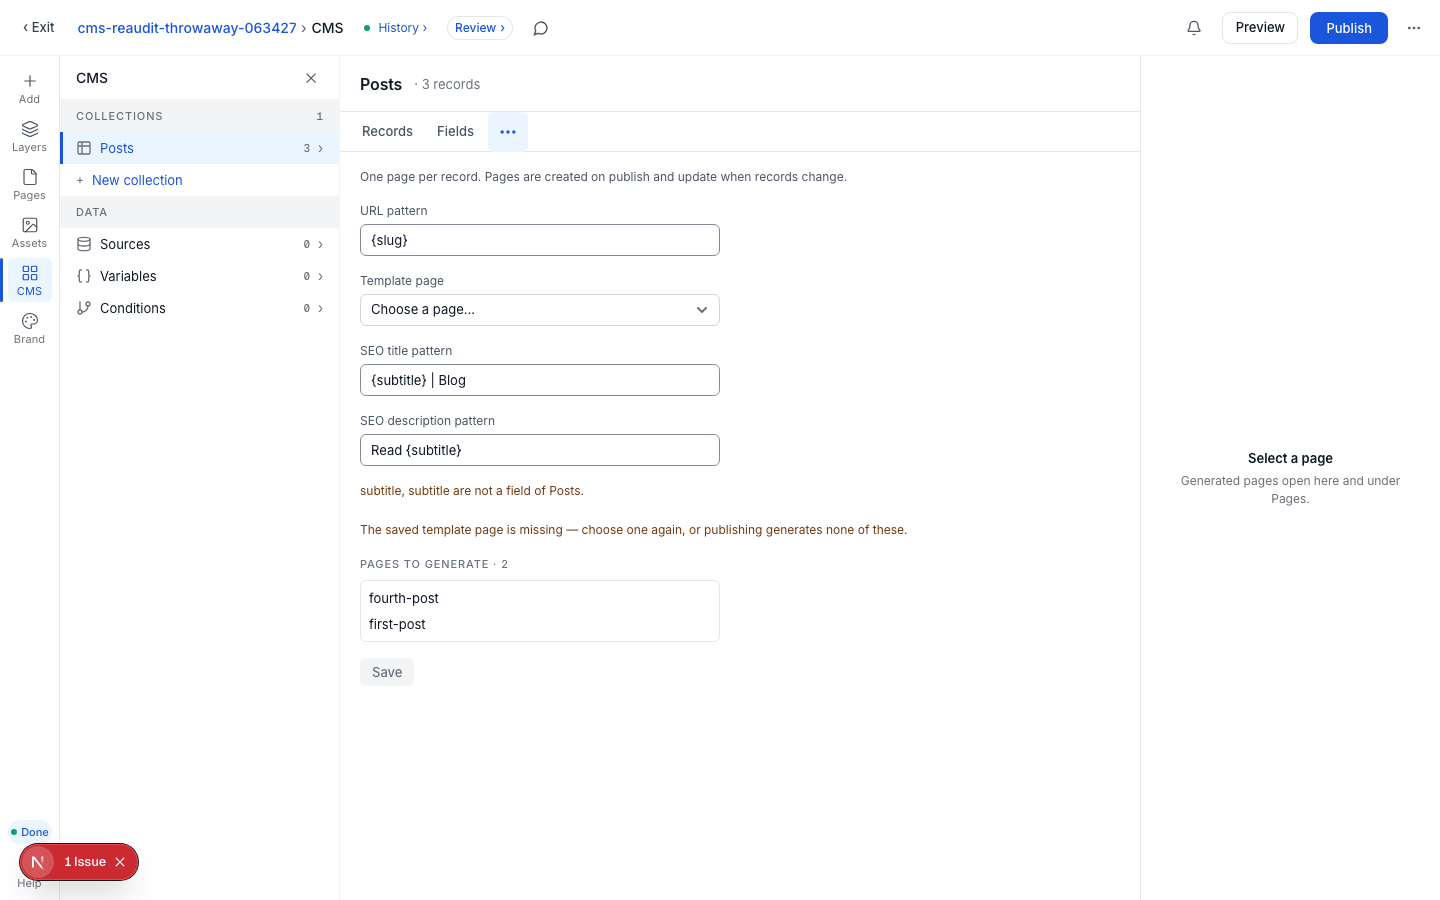 ‹ Exit
cms-reaudit-throwaway-063427 › CMS
History ›
Review ›
Preview
Publish
Add
Layers
Pages
Assets
CMS
Brand
Done
1 Issue
Help
CMS
COLLECTIONS 1
Posts 3 ›
+ New collection
DATA
Sources 0 ›
Variables 0 ›
Conditions 0 ›
Posts · 3 records
Records Fields
One page per record. Pages are created on publish and update when records change.
URL pattern
{slug}
Template page
Choose a page...
SEO title pattern
{subtitle} | Blog
SEO description pattern
Read {subtitle}
subtitle, subtitle are not a field of Posts.
The saved template page is missing — choose one again, or publishing generates none of these.
PAGES TO GENERATE · 2
fourth-post
first-post
Save
Select a page
Generated pages open here and under
Pages.